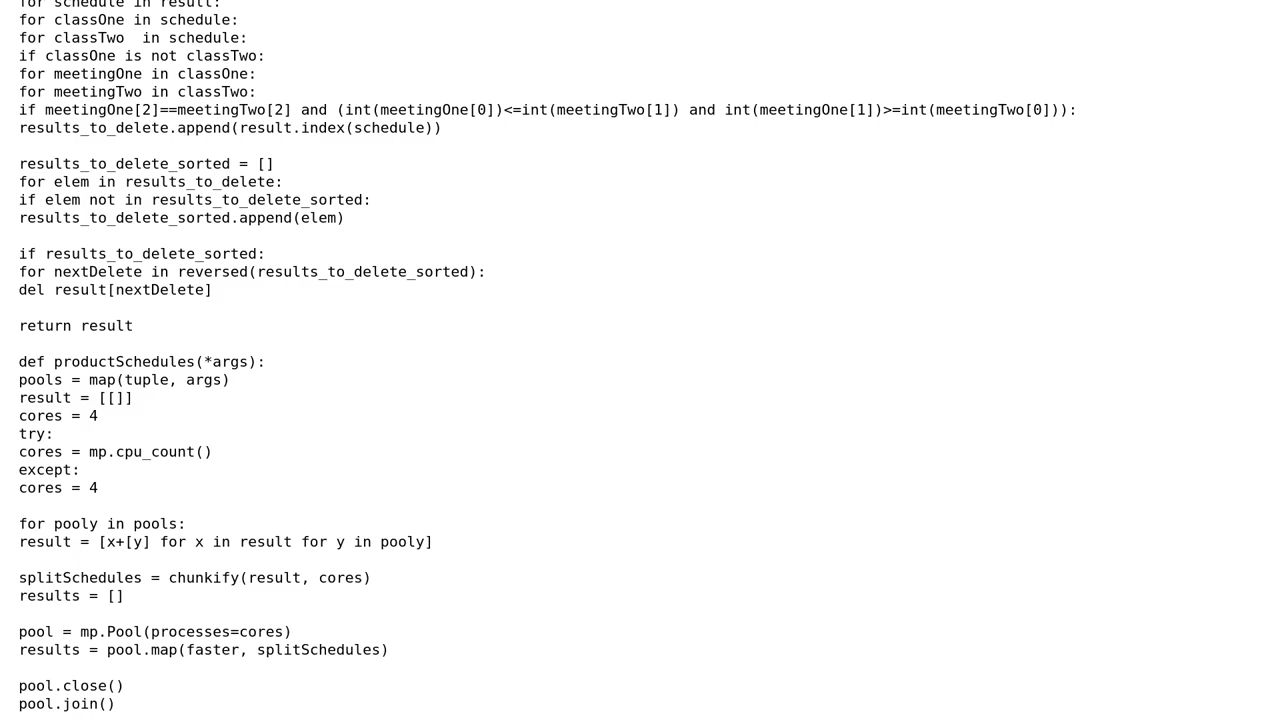 for schedule in result:
for classOne in schedule:
for classTwo  in schedule:
if classOne is not classTwo:
for meetingOne in classOne:
for meetingTwo in classTwo:
if meetingOne[2]==meetingTwo[2] and (int(meetingOne[0])<=int(meetingTwo[1]) and int(meetingOne[1])>=int(meetingTwo[0])):
results_to_delete.append(result.index(schedule))

results_to_delete_sorted = []
for elem in results_to_delete:
if elem not in results_to_delete_sorted:
results_to_delete_sorted.append(elem)

if results_to_delete_sorted:
for nextDelete in reversed(results_to_delete_sorted):
del result[nextDelete]

return result

def productSchedules(*args):
pools = map(tuple, args)
result = [[]]
cores = 4
try:
cores = mp.cpu_count()
except:
cores = 4

for pooly in pools:
result = [x+[y] for x in result for y in pooly]

splitSchedules = chunkify(result, cores)
results = []

pool = mp.Pool(processes=cores)
results = pool.map(faster, splitSchedules)

pool.close()
pool.join()